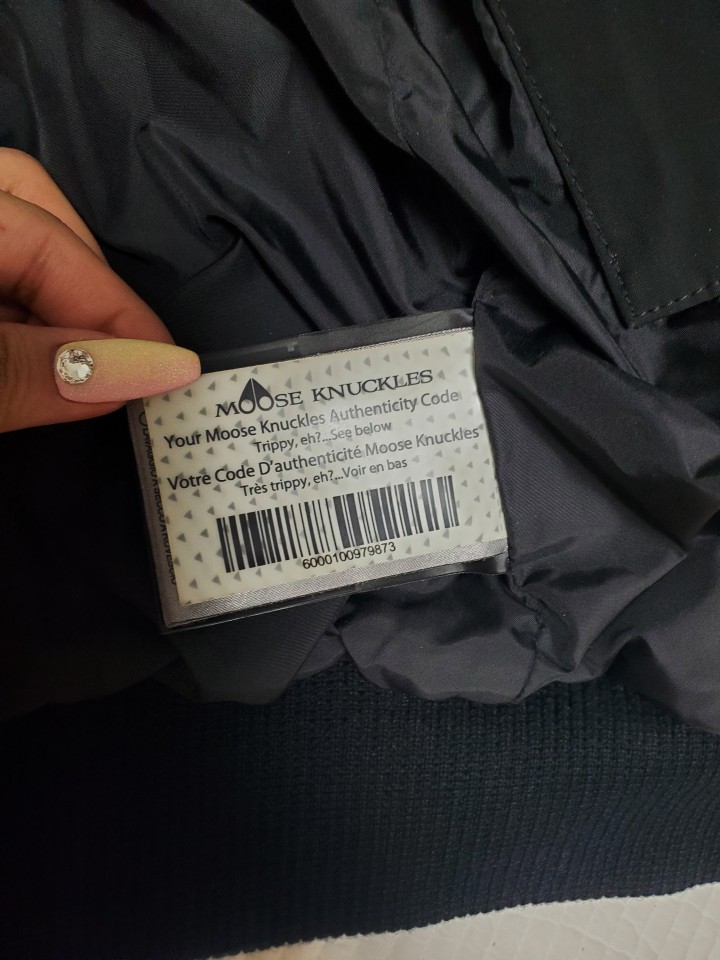 MOOSE KNUCKLES
Your Moose Knuckles Authenticity Code
Trippy, eh?...See below
Votre Code D'authenticité Moose Knuckles
Très trippy, eh?...Voir en bas
6000100979873